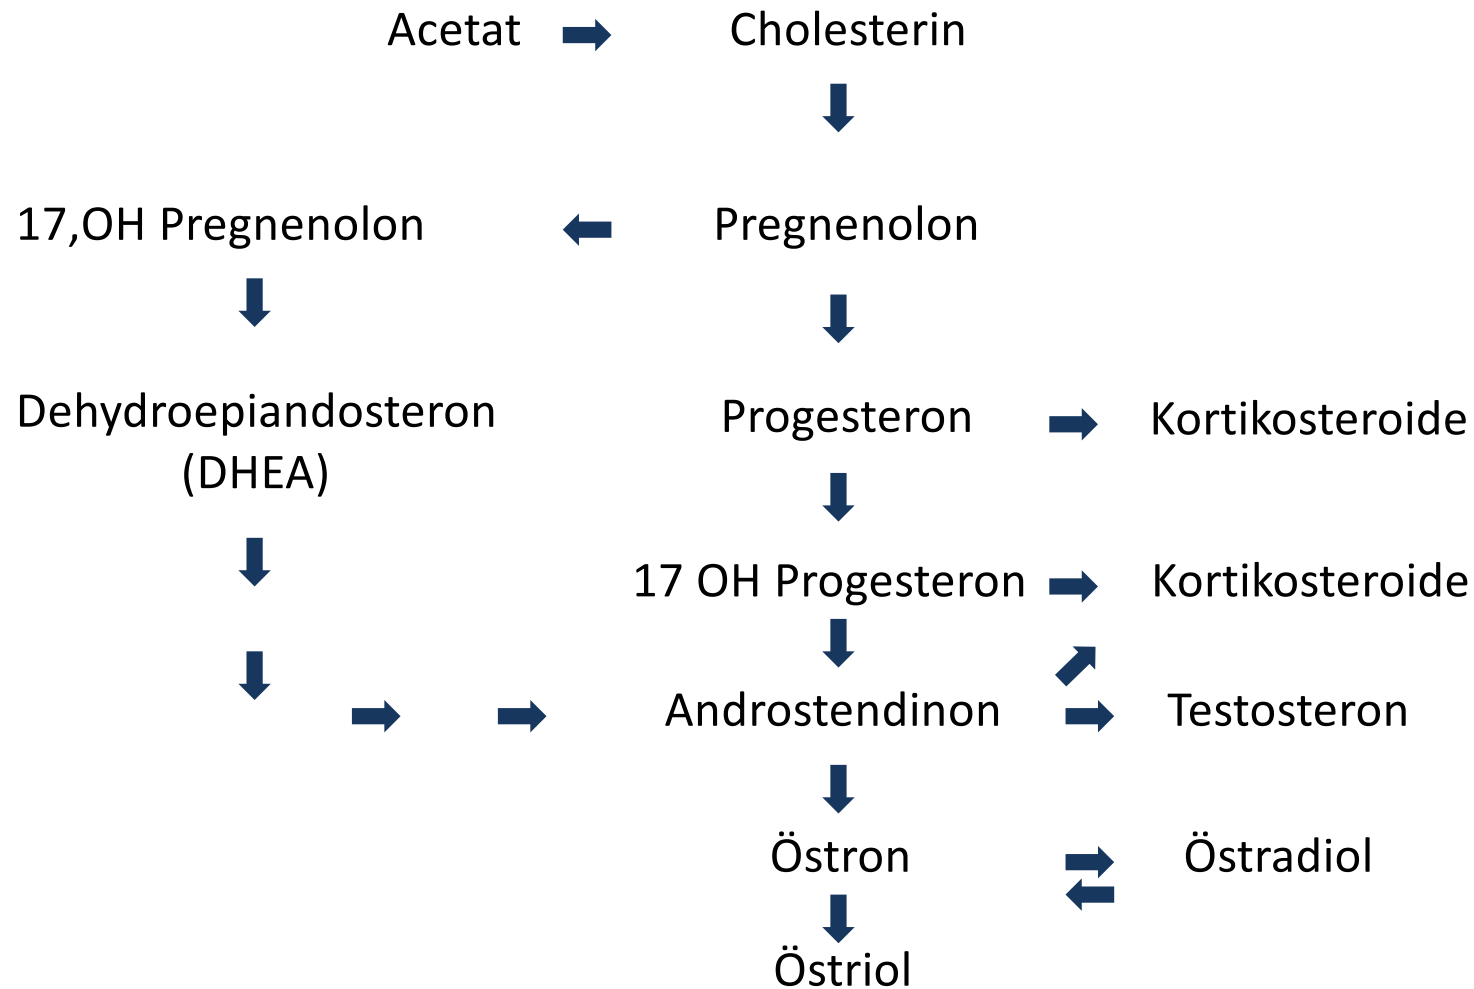 Acetat
Cholesterin
17,OH Pregnenolon
Pregnenolon
Dehydroepiandosteron
(DHEA)
Progesteron
Kortikosteroide
17 OH Progesteron
Kortikosteroide
Androstendinon
Testosteron
Östron
Östradiol
Östriol